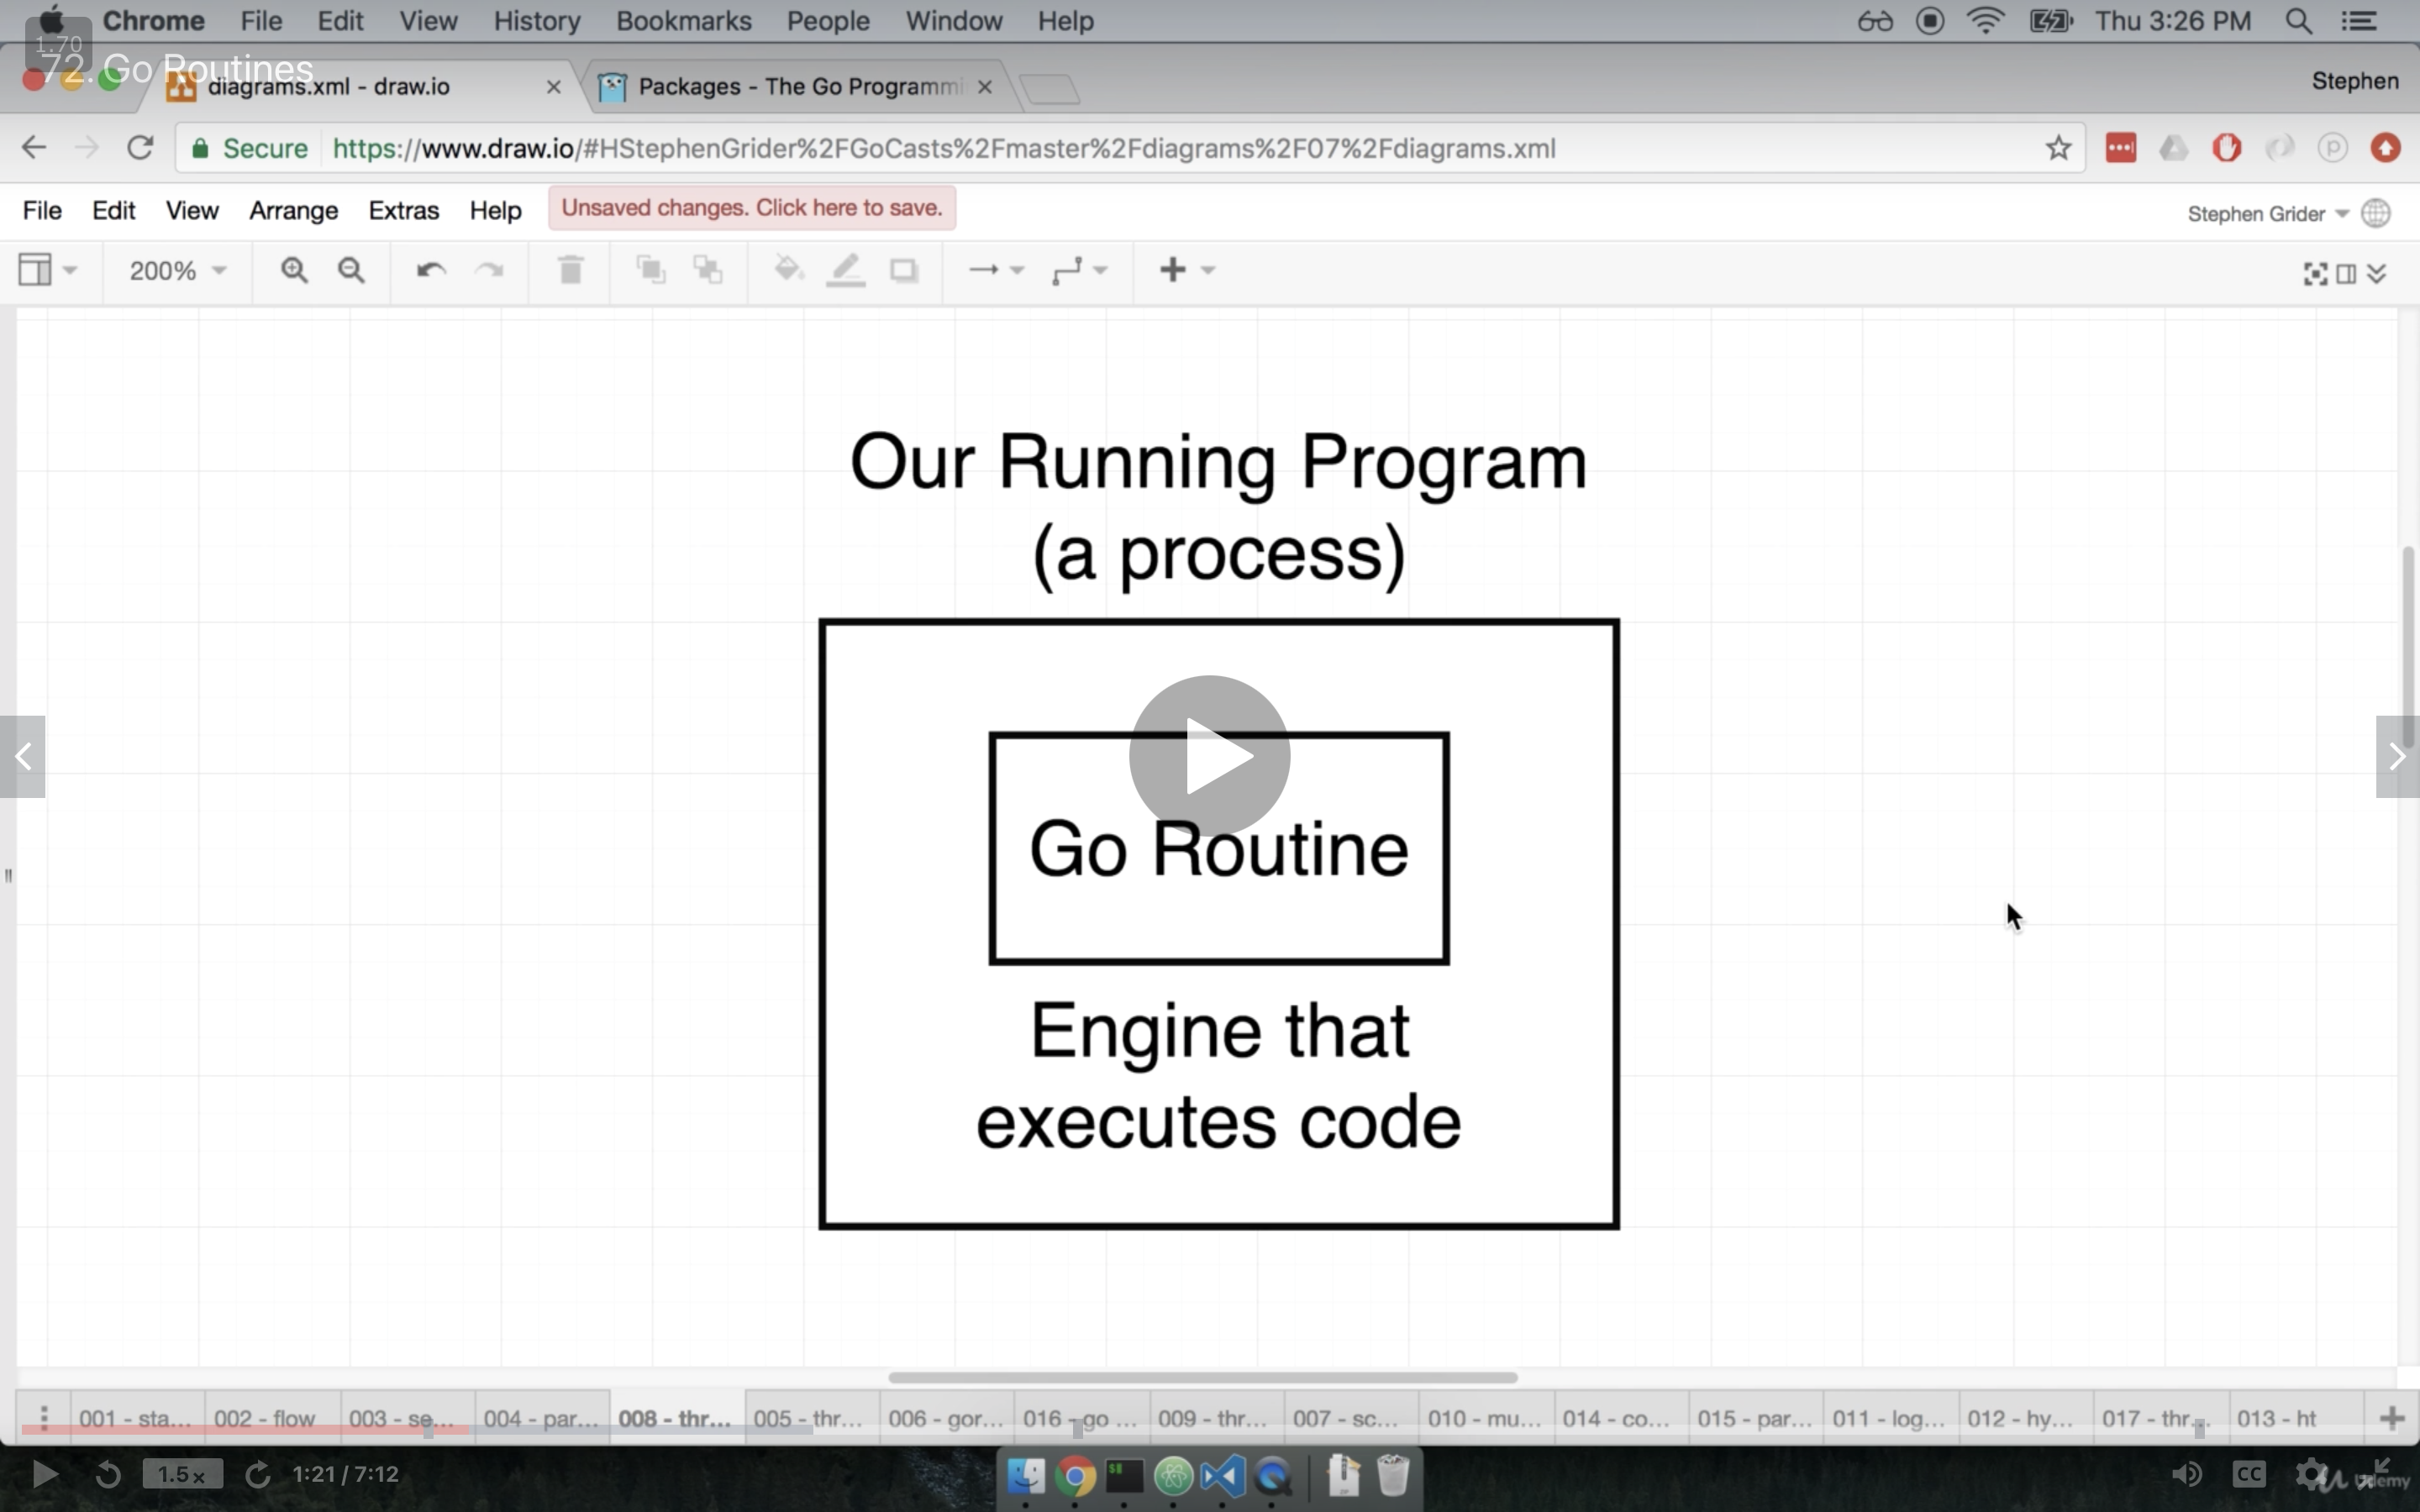 Chrome File Edit View History Bookmarks People Window Help Thu 3:26 PM
1.70
72. Go Routines
diagrams.xml - draw.io Packages - The Go Programmi Stephen
Secure https://www.draw.io/#HStephenGrider%2FGoCasts%2Fmaster%2Fdiagrams%2F07%2Fdiagrams.xml
File Edit View Arrange Extras Help Unsaved changes. Click here to save. Stephen Grider
200%
Our Running Program
(a process)
Go Routine
Engine that
executes code
001 - sta... 002 - flow 003 - se... 004 - par... 008 - thr... 005 - thr... 006 - gor... 016 - go ... 009 - thr... 007 - sc... 010 - mu... 014 - co... 015 - par... 011 - log... 012 - hy... 017 - thr... 013 - ht
1.5x 1:21 / 7:12 CC Udemy